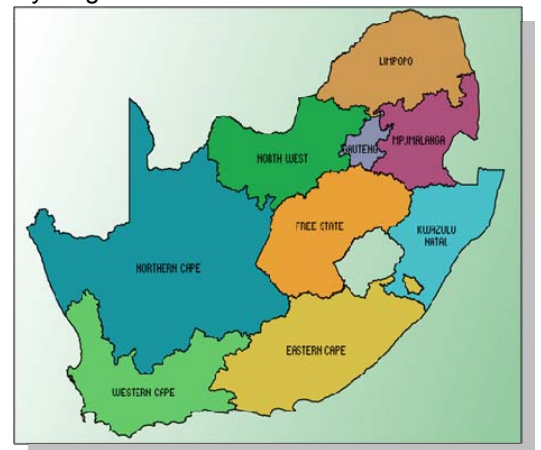 LIMPOPO
MPUMALANGA
GAUTENG
NORTH WEST
FREE STATE
KWAZULU
NATAL
NORTHERN CAPE
EASTERN CAPE
WESTERN CAPE